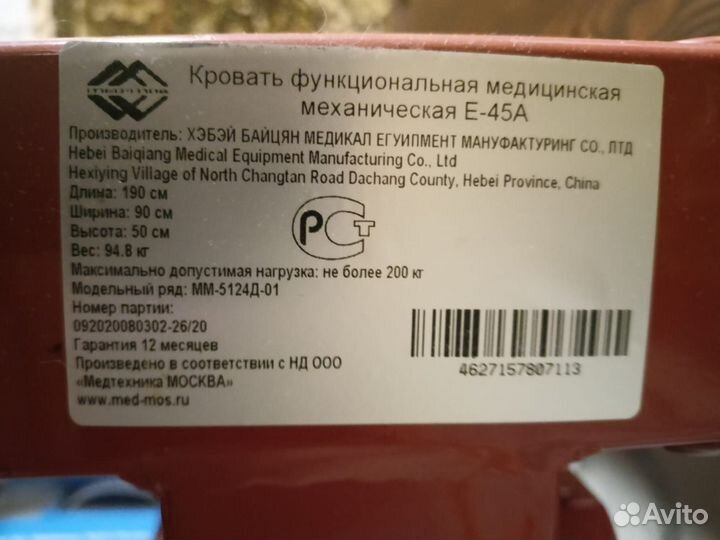 Кровать функциональная медицинская
механическая Е-45А
Производитель: ХЭБЭЙ БАЙЦЯН МЕДИКАЛ ЕГУИПМЕНТ МАНУФАКТУРИНГ СО., ЛТД
Hebei Baiqiang Medical Equipment Manufacturing Co., Ltd
Hexiying Village of North Changtan Road Dachang County, Hebei Province, China
Длина: 190 см
Ширина: 90 см
Высота: 50 см
Вес: 94.8 кг
РСТ
Максимально допустимая нагрузка: не более 200 кг
Модельный ряд: ММ-5124Д-01
Номер партии:
092020080302-26/20
Гарантия 12 месяцев
Произведено в соответствии с НД ООО
«Медтехника МОСКВА»
www.med-mos.ru
4627157807113
Avito